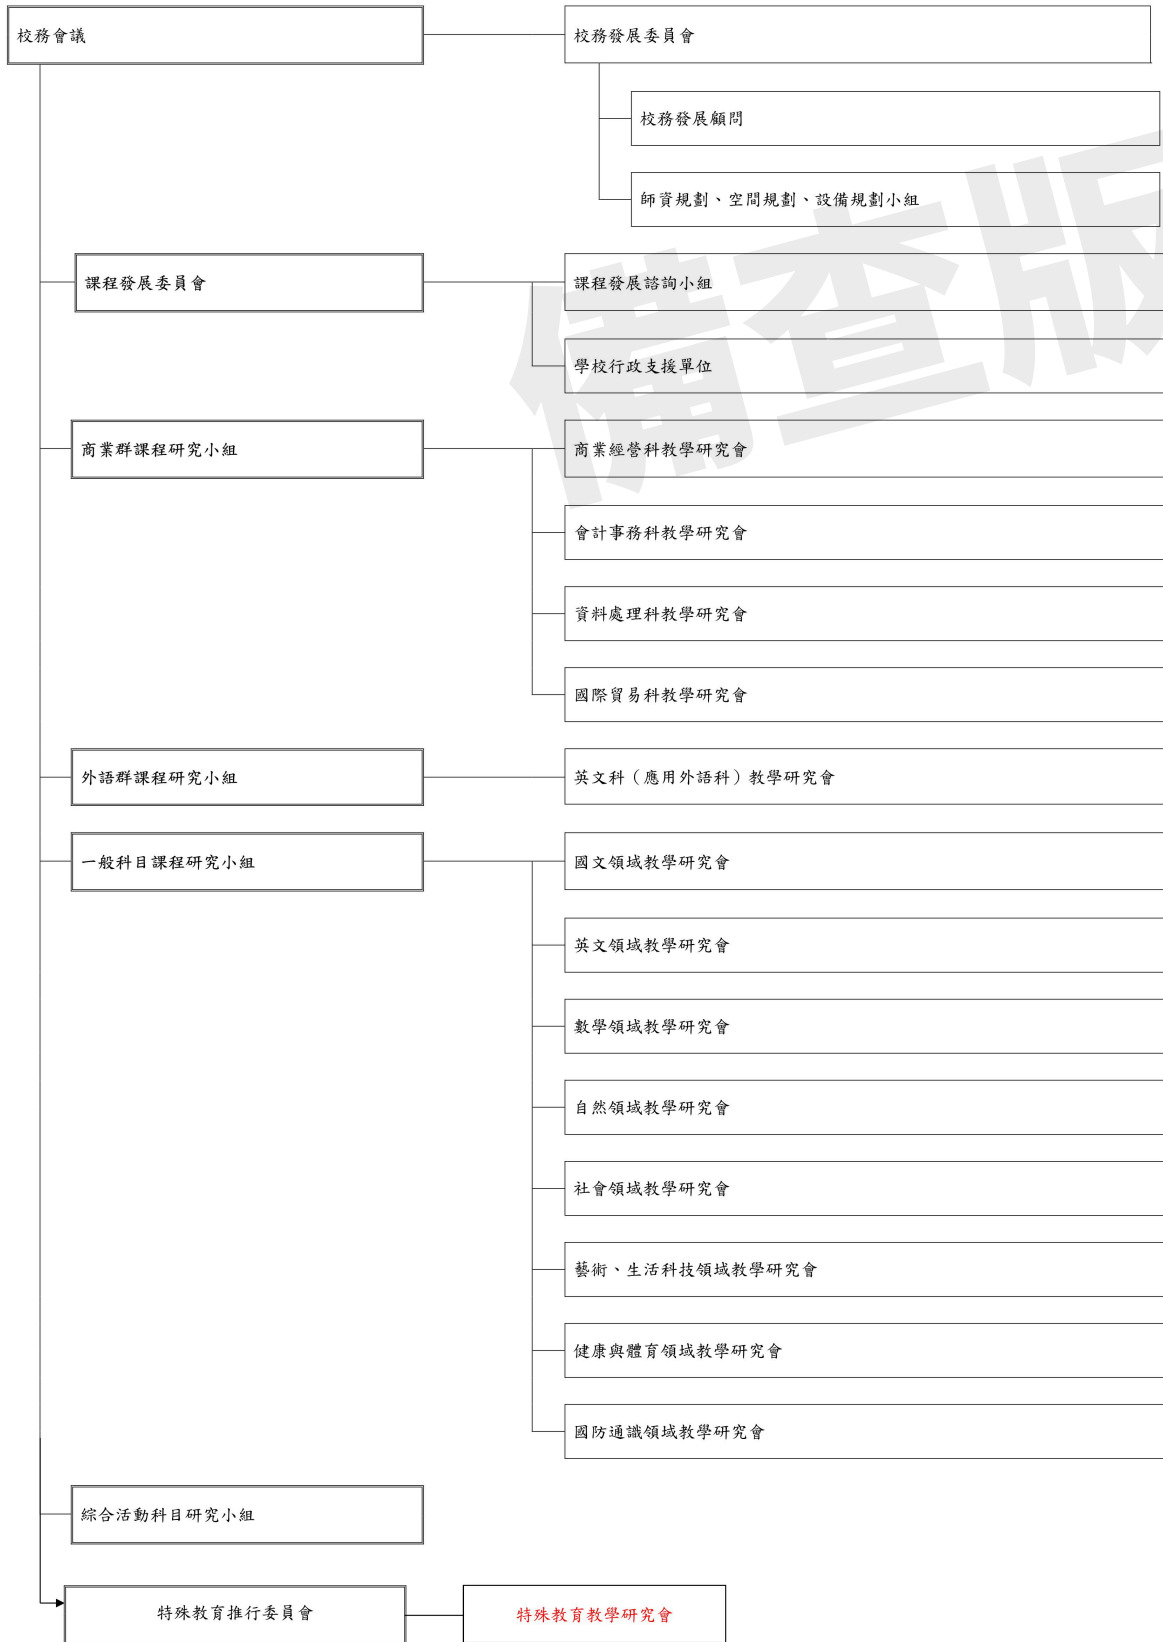 校務會議
校務發展委員會
校務發展顧問
師資規劃、空間規劃、設備規劃小組
課程發展委員會
課程發展諮詢小組
學校行政支援單位
商業群課程研究小組
商業經營科教學研究會
會計事務科教學研究會
資料處理科教學研究會
國際貿易科教學研究會
外語群課程研究小組
英文科（應用外語科）教學研究會
一般科目課程研究小組
國文領域教學研究會
英文領域教學研究會
數學領域教學研究會
自然領域教學研究會
社會領域教學研究會
藝術、生活科技領域教學研究會
健康與體育領域教學研究會
國防通識領域教學研究會
綜合活動科目研究小組
特殊教育推行委員會
特殊教育教學研究會
備查版